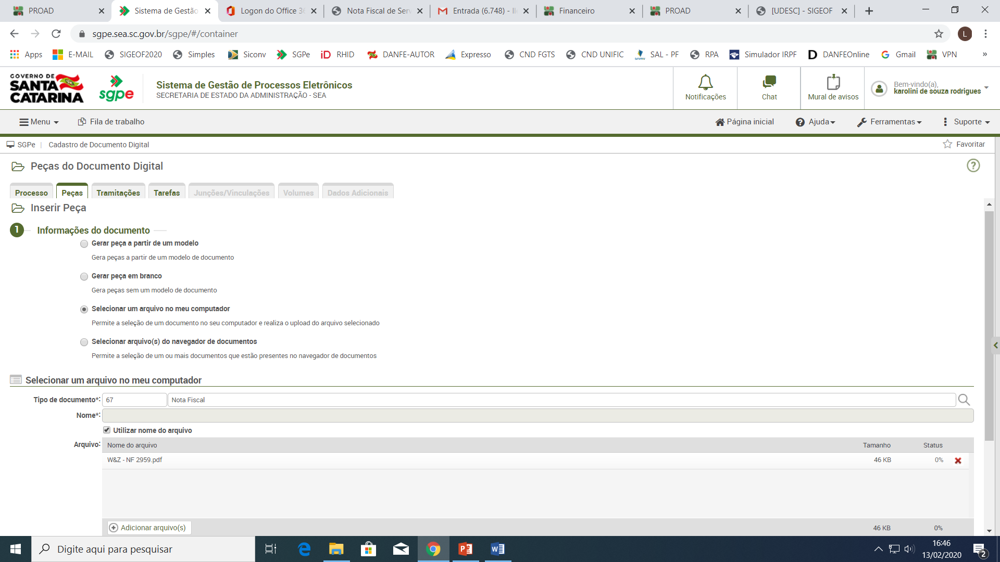 PROAD
Sistema de Gestão
Logon do Office 36
Nota Fiscal de Serv
Entrada (6.748) - Il
Financeiro
PROAD
[UDESC] - SIGEOF
sgpe.sea.sc.gov.br/sgpe/#/container
L
Apps
E-MAIL
SIGEOF2020
Simples
Siconv
SGPe
iD RHID
DANFE-AUTOR
Expresso
CND FGTS
CND UNIFIC
SAL - PF
RPA
Simulador IRPF
D DANFEOnline
G Gmail
VPN
»
GOVERNO DE
SANTA
CATARINA
sgpe
Sistema de Gestão de Processos Eletrônicos
SECRETARIA DE ESTADO DA ADMINISTRAÇÃO - SEA
Notificações
Chat
Mural de avisos
Bem-vindo(a),
karolini de souza rodrigues
Menu
Fila de trabalho
Página inicial
Ajuda
Ferramentas
Suporte
SGPe | Cadastro de Documento Digital
Favoritar
Peças do Documento Digital
?
Processo
Peças
Tramitações
Tarefas
Junções/Vinculações
Volumes
Dados Adicionais
Inserir Peça
1 Informações do documento
Gerar peça a partir de um modelo
Gera peças a partir de um modelo de documento
Gerar peça em branco
Gera peças sem um modelo de documento
Selecionar um arquivo no meu computador
Permite a seleção de um documento no seu computador e realiza o upload do arquivo selecionado
Selecionar arquivo(s) do navegador de documentos
Permite a seleção de um ou mais documentos que estão presentes no navegador de documentos
Selecionar um arquivo no meu computador
Tipo de documento*: 67 Nota Fiscal
Nome*:
Utilizar nome do arquivo
Arquivo: Nome do arquivo Tamanho Status
W&Z - NF 2959.pdf 46 KB 0%
Adicionar arquivo(s) 46 KB 0%
Digite aqui para pesquisar
16:46
13/02/2020
2